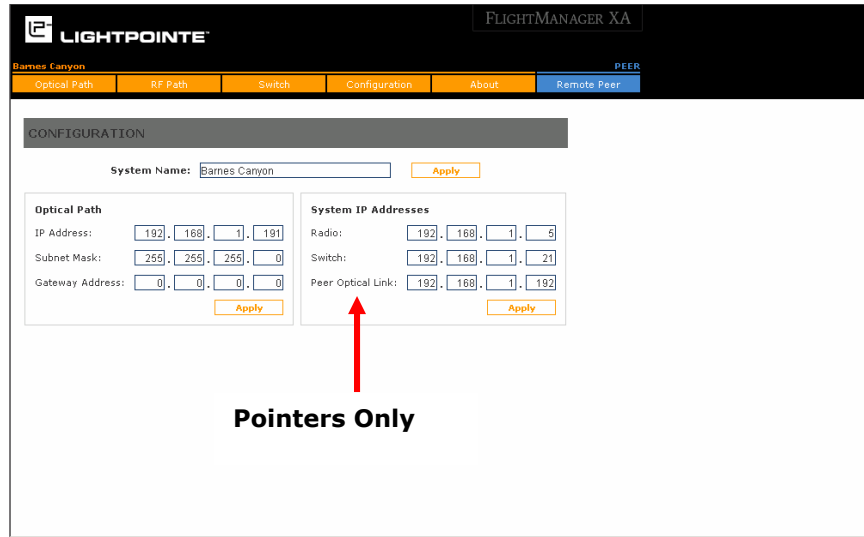 FLIGHTMANAGER XA
LIGHTPOINTE
Barnes Canyon PEER
Optical Path RF Path Switch Configuration About Remote Peer
CONFIGURATION
System Name: Barnes Canyon Apply
Optical Path
IP Address: 192. 168. 1. 191
Subnet Mask: 255. 255. 255. 0
Gateway Address: 0. 0. 0. 0
Apply
System IP Addresses
Radio: 192. 168. 1. 5
Switch: 192. 168. 1. 21
Peer Optical Link: 192. 168. 1. 192
Apply
Pointers Only